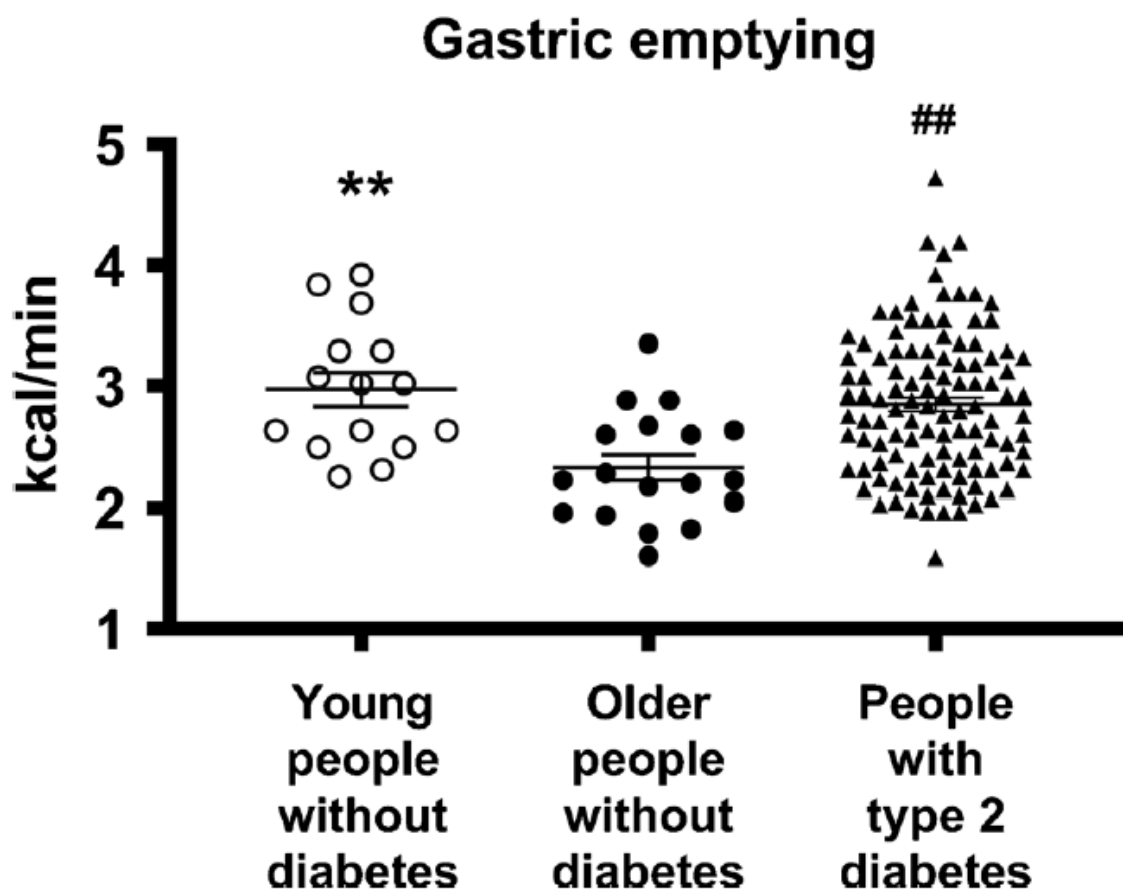 Gastric emptying
##
**
5
4
3
2
1
kcal/min
Young
people
without
diabetes
Older
people
without
diabetes
People
with
type 2
diabetes